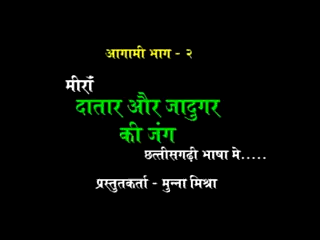 आगामी भाग - २
मीराँ
दातार और जादुगर
की जंग
छत्तीसगढ़ी भाषा मे.....
प्रस्तुतकर्ता - मुन्ना मिश्रा